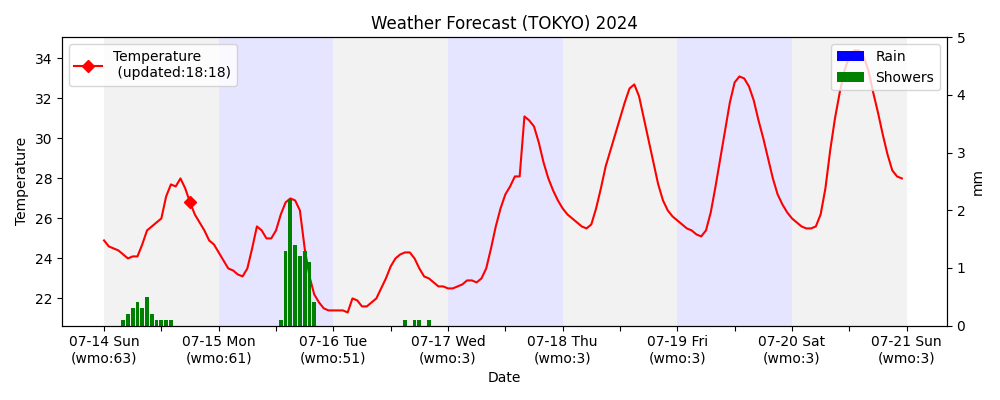 Weather Forecast (TOKYO) 2024
Temperature
(updated:18:18)
Rain
Showers
Temperature
34
32
30
28
26
24
22
5
4
3
2
1
0
mm
07-14 Sun
(wmo:63)
07-15 Mon
(wmo:61)
07-16 Tue
(wmo:51)
07-17 Wed
(wmo:3)
07-18 Thu
(wmo:3)
07-19 Fri
(wmo:3)
07-20 Sat
(wmo:3)
07-21 Sun
(wmo:3)
Date